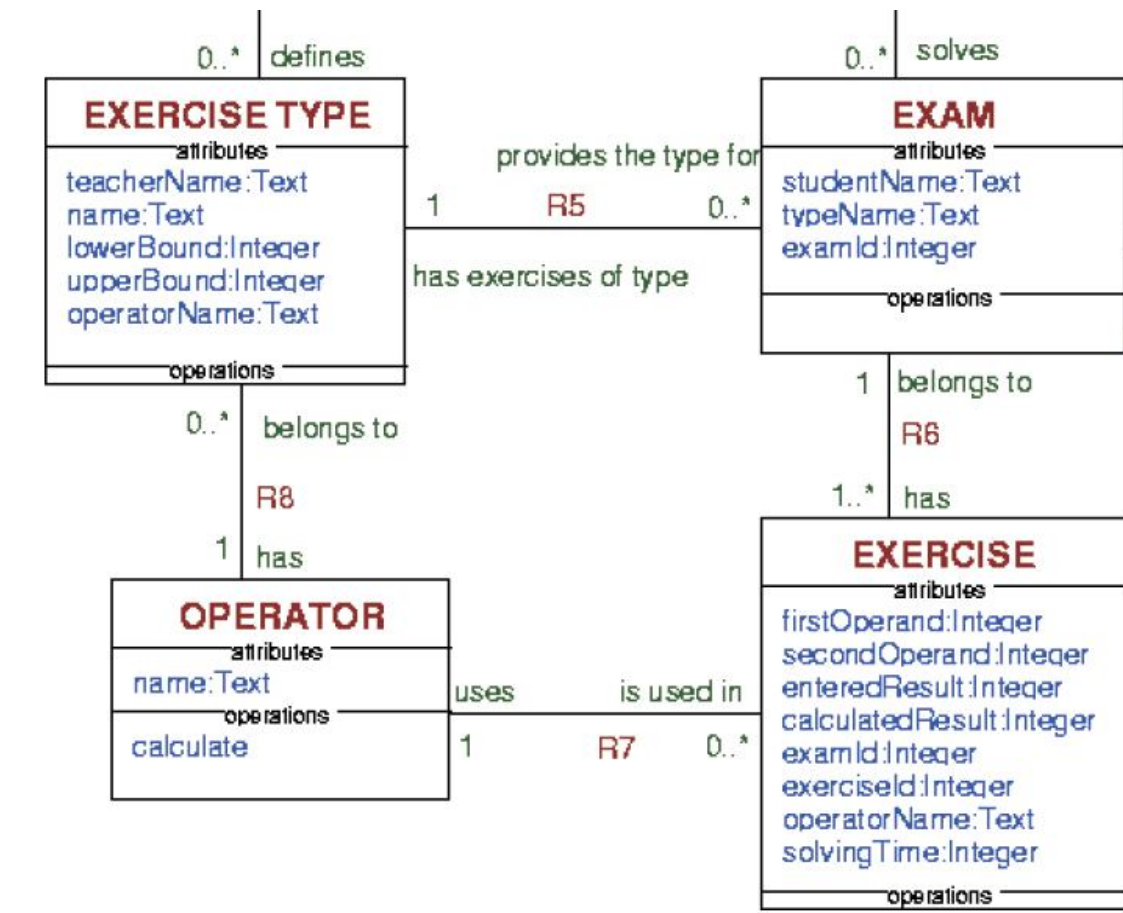 0..* defines
EXERCISE TYPE
attributes
teacherName:Text
name:Text
lowerBound:Integer
upperBound:Integer
operatorName:Text
operations
0..* solves
EXAM
attributes
studentName:Text
typeName:Text
examId:Integer
operations
provides the type for
1 R5 0..*
has exercises of type
0..* belongs to
R8
1 has
1 belongs to
R6
1..* has
OPERATOR
attributes
name:Text
operations
calculate
uses is used in
1 R7 0..*
EXERCISE
attributes
firstOperand:Integer
secondOperand:Integer
enteredResult:Integer
calculatedResult:Integer
examId:Integer
exerciseId:Integer
operatorName:Text
solvingTime:Integer
operations